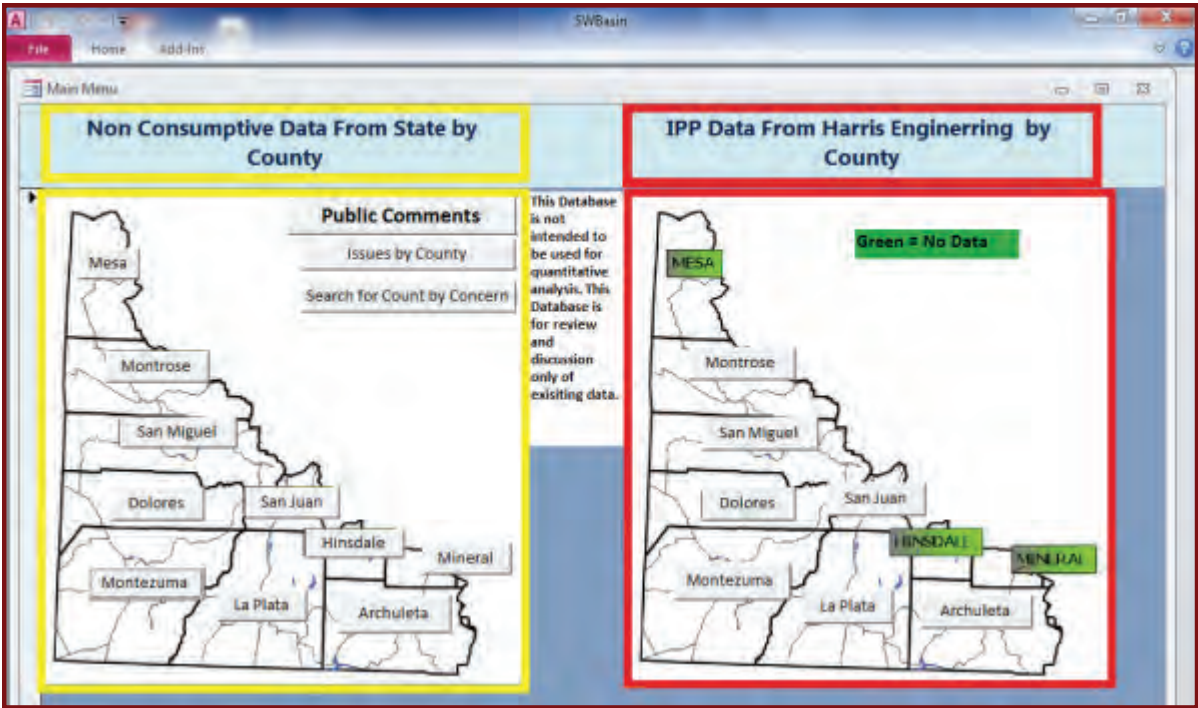 A
SWBasin
File Home Add-Ins
Main Menu
Non Consumptive Data From State by
County
IPP Data From Harris Enginerring by
County
Public Comments
Issues by County
Search for Count by Concern
Mesa
Montrose
San Miguel
Dolores
San Juan
Hinsdale
Mineral
Montezuma
La Plata
Archuleta
This Database
is not
intended to
be used for
quantitative
analysis. This
Database is
for review
and
discussion
only of
exisiting data.
Green = No Data
MESA
Montrose
San Miguel
Dolores
San Juan
HINSDALE
MINERAL
Montezuma
La Plata
Archuleta